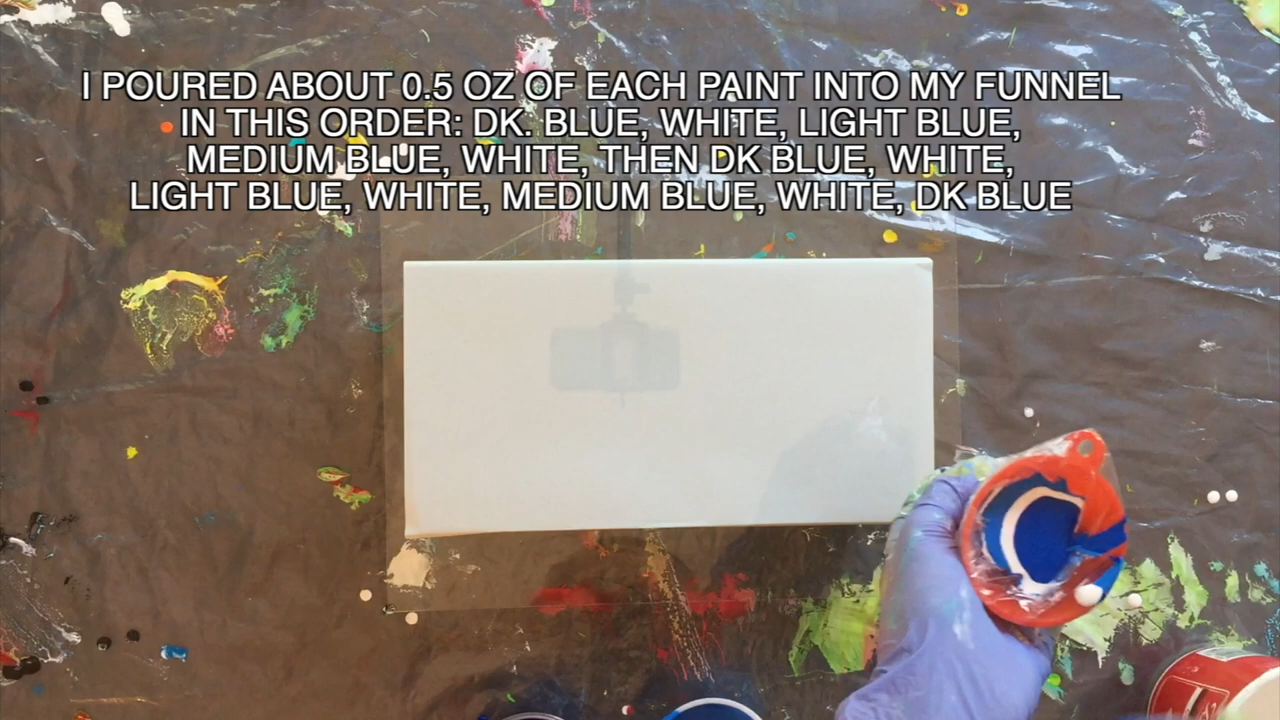 I POURED ABOUT 0.5 OZ OF EACH PAINT INTO MY FUNNEL
IN THIS ORDER: DK. BLUE, WHITE, LIGHT BLUE,
MEDIUM BLUE, WHITE, THEN DK BLUE, WHITE,
LIGHT BLUE, WHITE, MEDIUM BLUE, WHITE, DK BLUE